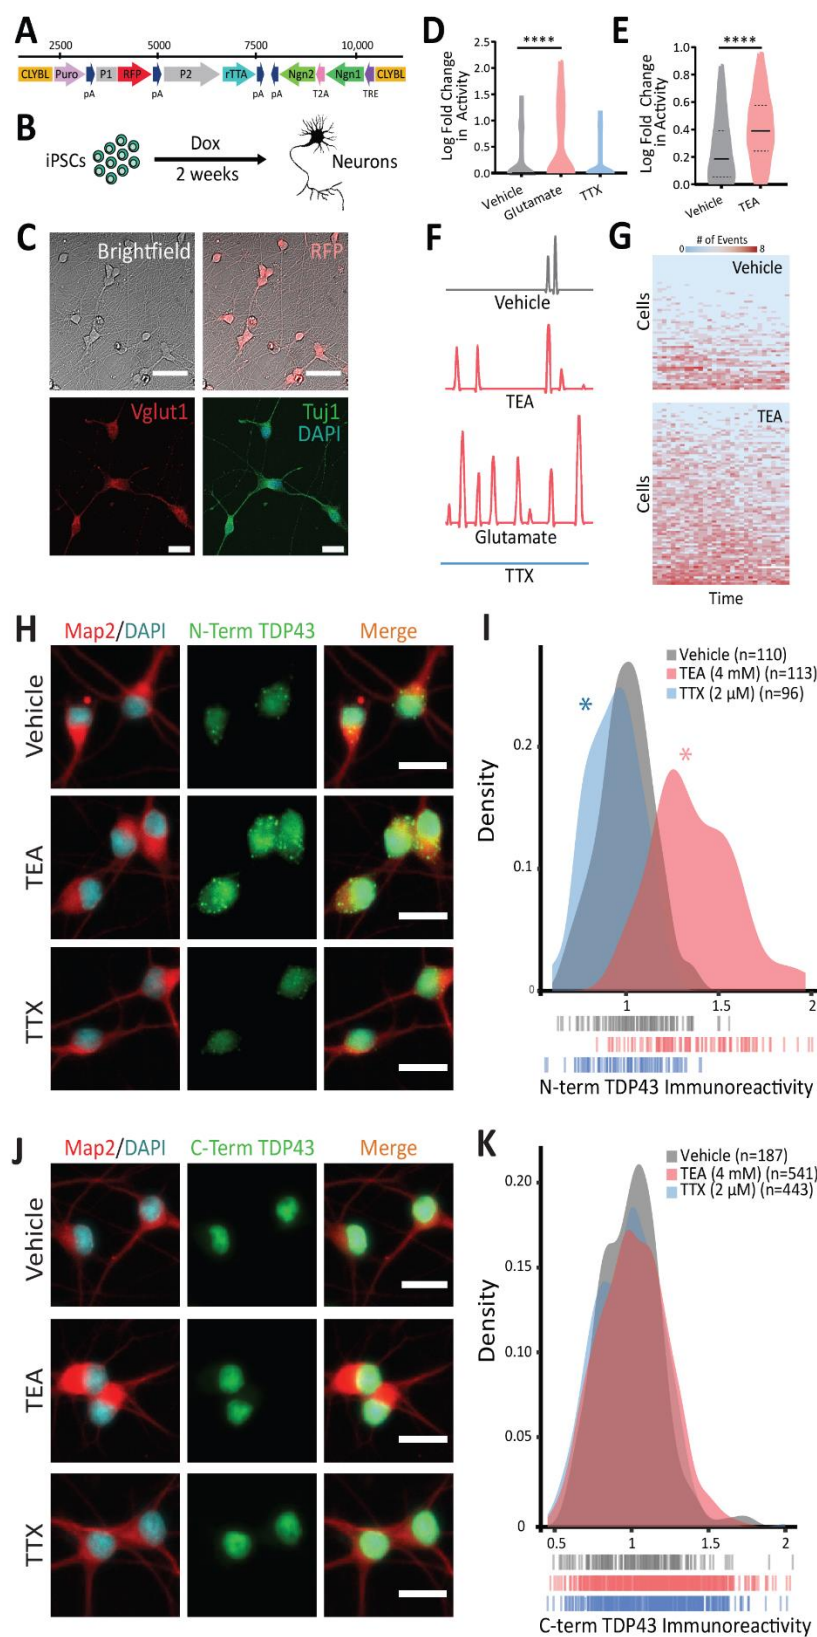 A
2500 5000 7500 10,000
CLYBL Puro P1 RFP P2 rTTA Ngn2 Ngn1 CLYBL
pA pA pA pA T2A TRE
B
iPSCs Dox Neurons
2 weeks
C
Brightfield RFP
Vglut1 Tuj1
DAPI
D
Log Fold Change
in Activity
2.5
2.0
1.5
1.0
0.5
0.0
****
Vehicle Glutamate TTX
E
Log Fold Change
in Activity
1.0
0.8
0.6
0.4
0.2
0.0
****
Vehicle TEA
F
Vehicle
TEA
Glutamate
TTX
G
# of Events
0 8
Vehicle
Cells
TEA
Cells
Time
H
Map2/DAPI N-Term TDP43 Merge
Vehicle
TEA
TTX
I
Vehicle (n=110)
TEA (4 mM) (n=113)
TTX (2 µM) (n=96)
* *
Density
0.2
0.1
0
1 1.5 2
N-term TDP43 Immunoreactivity
J
Map2/DAPI C-Term TDP43 Merge
Vehicle
TEA
TTX
K
Vehicle (n=187)
TEA (4 mM) (n=541)
TTX (2 µM) (n=443)
Density
0.20
0.15
0.10
0.05
0
0.5 1 1.5 2
C-term TDP43 Immunoreactivity